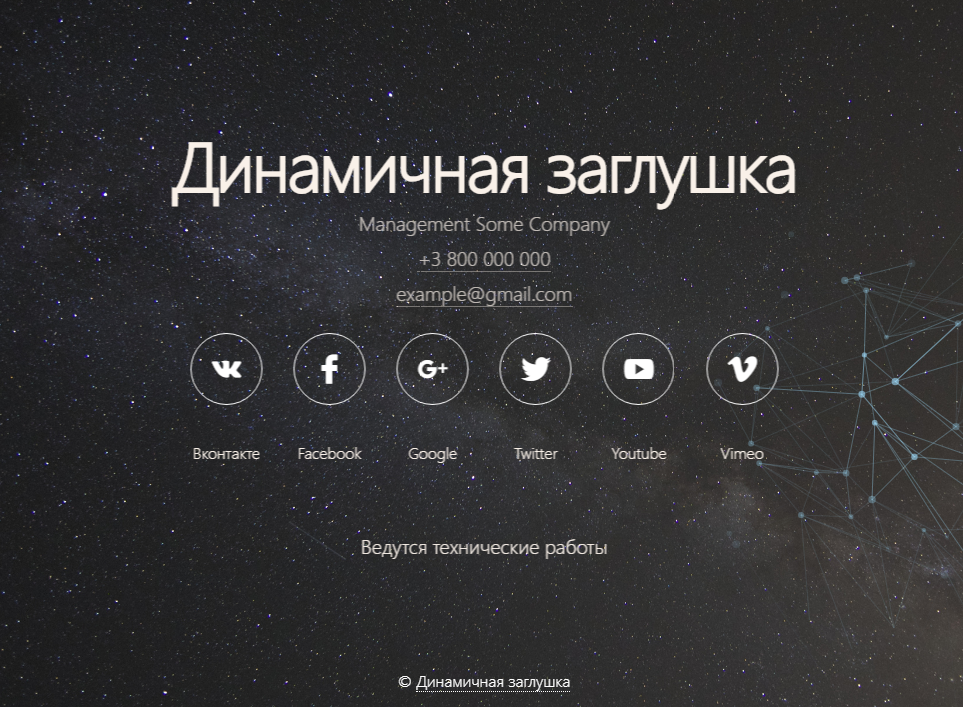 Динамичная заглушка
Management Some Company
+3 800 000 000
example@gmail.com
Вконтакте Facebook Google Twitter Youtube Vimeo
Ведутся технические работы
© Динамичная заглушка